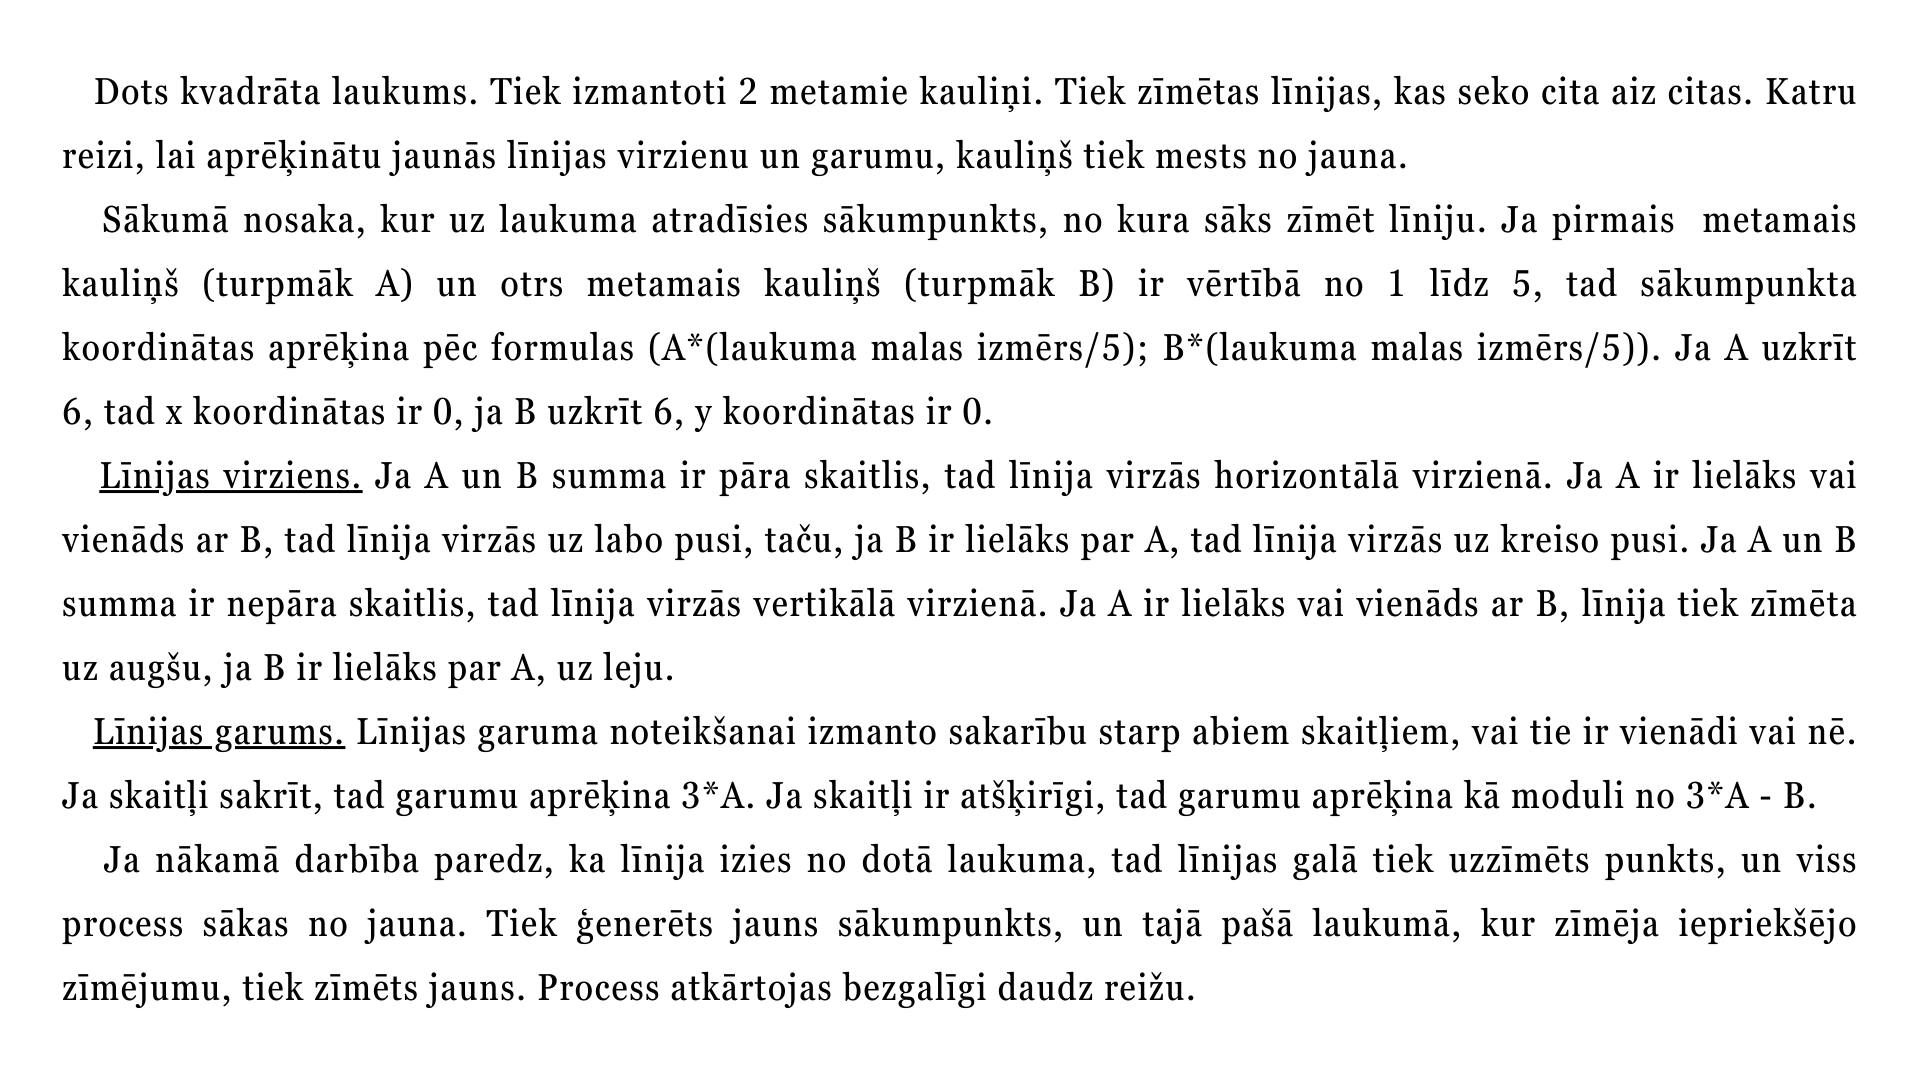 Dots kvadrāta laukums. Tiek izmantoti 2 metamie kauliņi. Tiek zīmētas līnijas, kas seko cita aiz citas. Katru
reizi, lai aprēķinātu jaunās līnijas virzienu un garumu, kauliņš tiek mests no jauna.
Sākumā nosaka, kur uz laukuma atradīsies sākumpunkts, no kura sāks zīmēt līniju. Ja pirmais metamais
kauliņš (turpmāk A) un otrs metamais kauliņš (turpmāk B) ir vērtībā no 1 līdz 5, tad sākumpunkta
koordinātas aprēķina pēc formulas (A*(laukuma malas izmērs/5); B*(laukuma malas izmērs/5)). Ja A uzkrīt
6, tad x koordinātas ir 0, ja B uzkrīt 6, y koordinātas ir 0.
Līnijas virziens. Ja A un B summa ir pāra skaitlis, tad līnija virzās horizontālā virzienā. Ja A ir lielāks vai
vienāds ar B, tad līnija virzās uz labo pusi, taču, ja B ir lielāks par A, tad līnija virzās uz kreiso pusi. Ja A un B
summa ir nepāra skaitlis, tad līnija virzās vertikālā virzienā. Ja A ir lielāks vai vienāds ar B, līnija tiek zīmēta
uz augšu, ja B ir lielāks par A, uz leju.
Līnijas garums. Līnijas garuma noteikšanai izmanto sakarību starp abiem skaitļiem, vai tie ir vienādi vai nē.
Ja skaitļi sakrīt, tad garumu aprēķina 3*A. Ja skaitļi ir atšķirīgi, tad garumu aprēķina kā moduli no 3*A - B.
Ja nākamā darbība paredz, ka līnija izies no dotā laukuma, tad līnijas galā tiek uzzīmēts punkts, un viss
process sākas no jauna. Tiek ģenerēts jauns sākumpunkts, un tajā pašā laukumā, kur zīmēja iepriekšējo
zīmējumu, tiek zīmēts jauns. Process atkārtojas bezgalīgi daudz reižu.